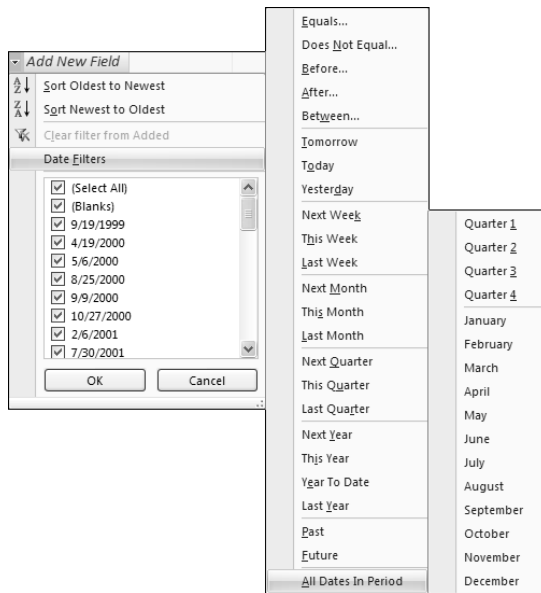 Add New Field
Sort Oldest to Newest
Sort Newest to Oldest
Clear filter from Added
Date Filters
(Select All)
(Blanks)
9/19/1999
4/19/2000
5/6/2000
8/25/2000
9/9/2000
10/27/2000
2/6/2001
7/30/2001
OK
Cancel
Equals...
Does Not Equal...
Before...
After...
Between...
Tomorrow
Today
Yesterday
Next Week
This Week
Last Week
Next Month
This Month
Last Month
Next Quarter
This Quarter
Last Quarter
Next Year
This Year
Year To Date
Last Year
Past
Future
All Dates In Period
Quarter 1
Quarter 2
Quarter 3
Quarter 4
January
February
March
April
May
June
July
August
September
October
November
December